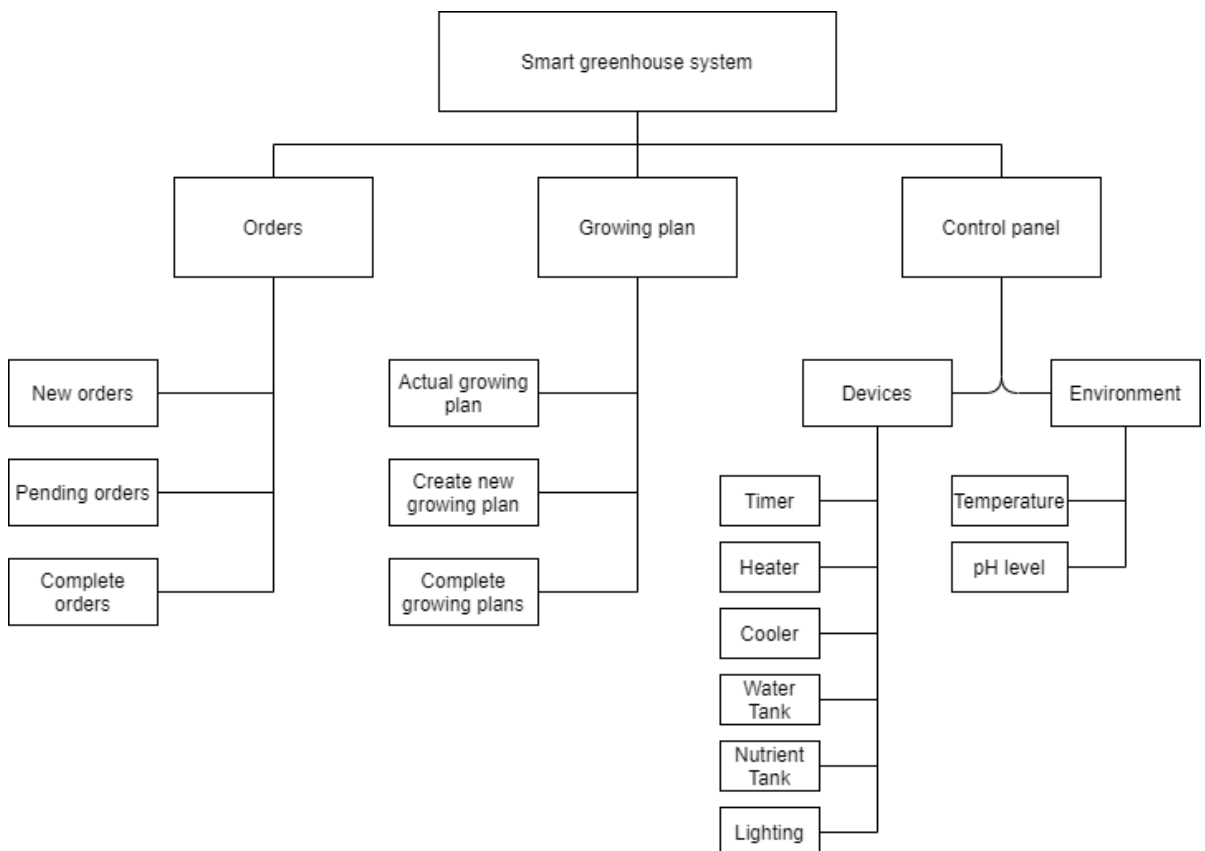 Smart greenhouse system
Orders
Growing plan
Control panel
New orders
Actual growing
plan
Devices
Environment
Pending orders
Create new
growing plan
Timer
Temperature
Heater
pH level
Complete
orders
Complete
growing plans
Cooler
Water
Tank
Nutrient
Tank
Lighting